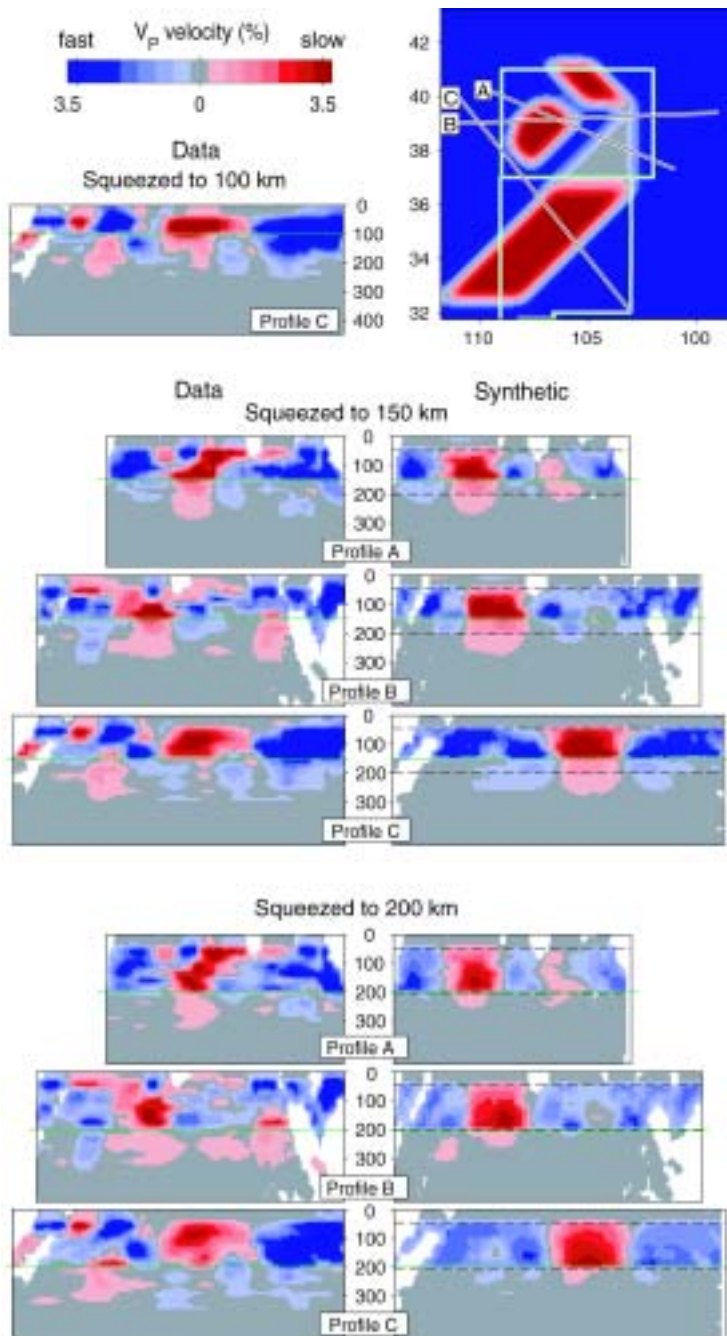 V_P velocity (%)
fast slow
3.5 0 3.5
Data
Squeezed to 100 km
0
100
200
300
400
Profile C
42
40
38
36
34
32
110 105 100
A
B
C
Data Synthetic
Squeezed to 150 km
0
100
200
300
Profile A
0
100
200
300
Profile B
0
100
200
300
Profile C
Squeezed to 200 km
0
100
200
300
Profile A
0
100
200
300
Profile B
0
100
200
300
Profile C